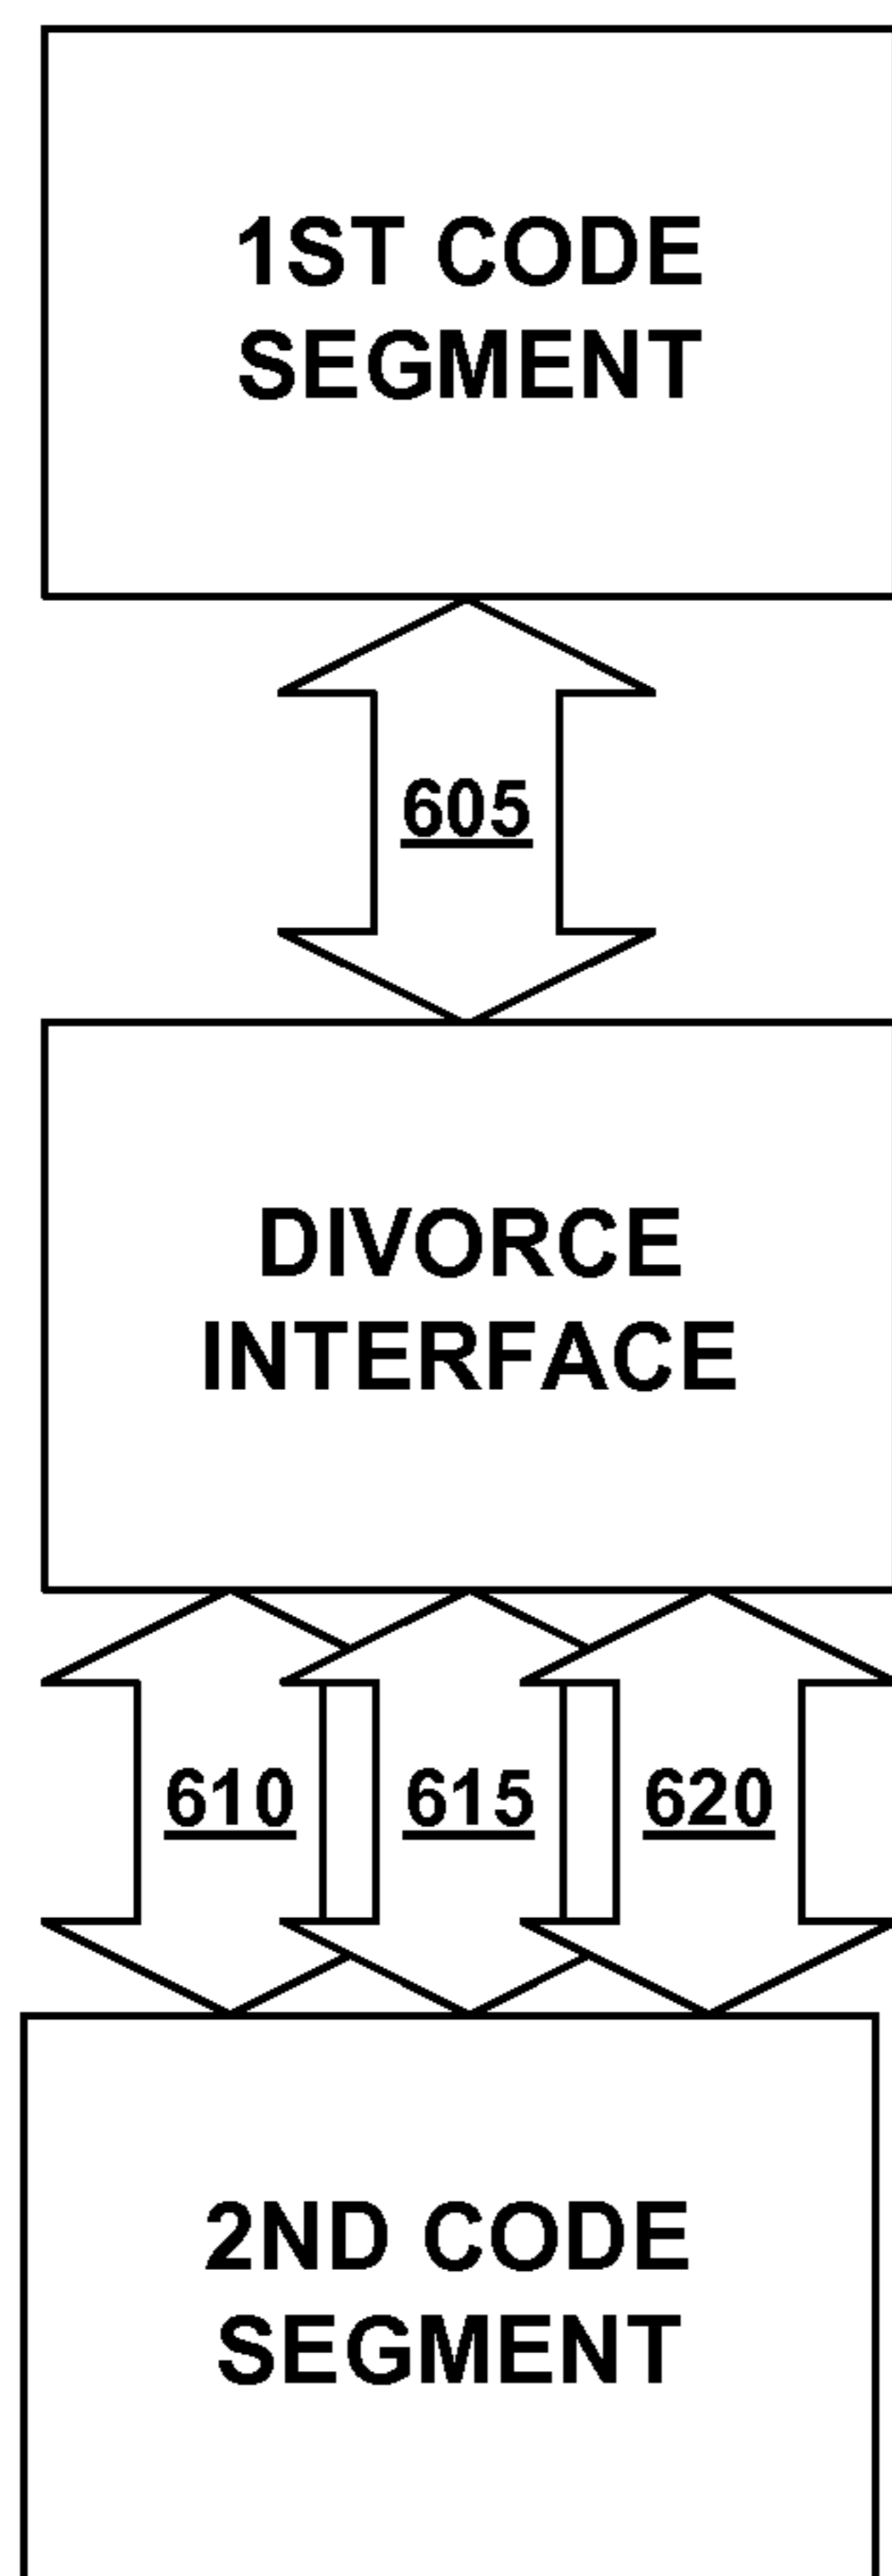 1ST CODE
SEGMENT
605
DIVORCE
INTERFACE
610 615 620
2ND CODE
SEGMENT